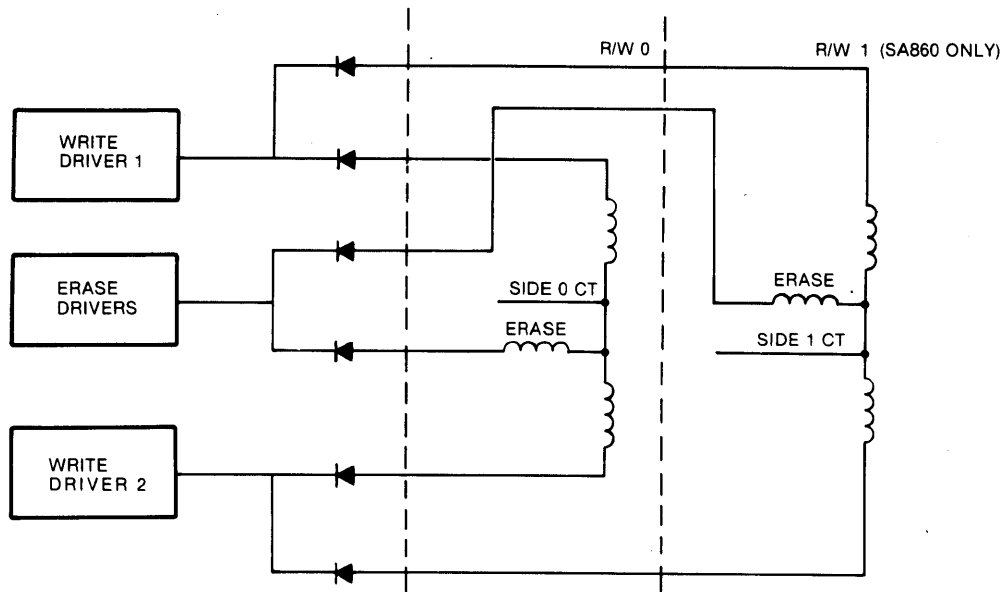 R/W 0
R/W 1 (SA860 ONLY)
WRITE
DRIVER 1
ERASE
DRIVERS
SIDE 0 CT
ERASE
ERASE
SIDE 1 CT
WRITE
DRIVER 2